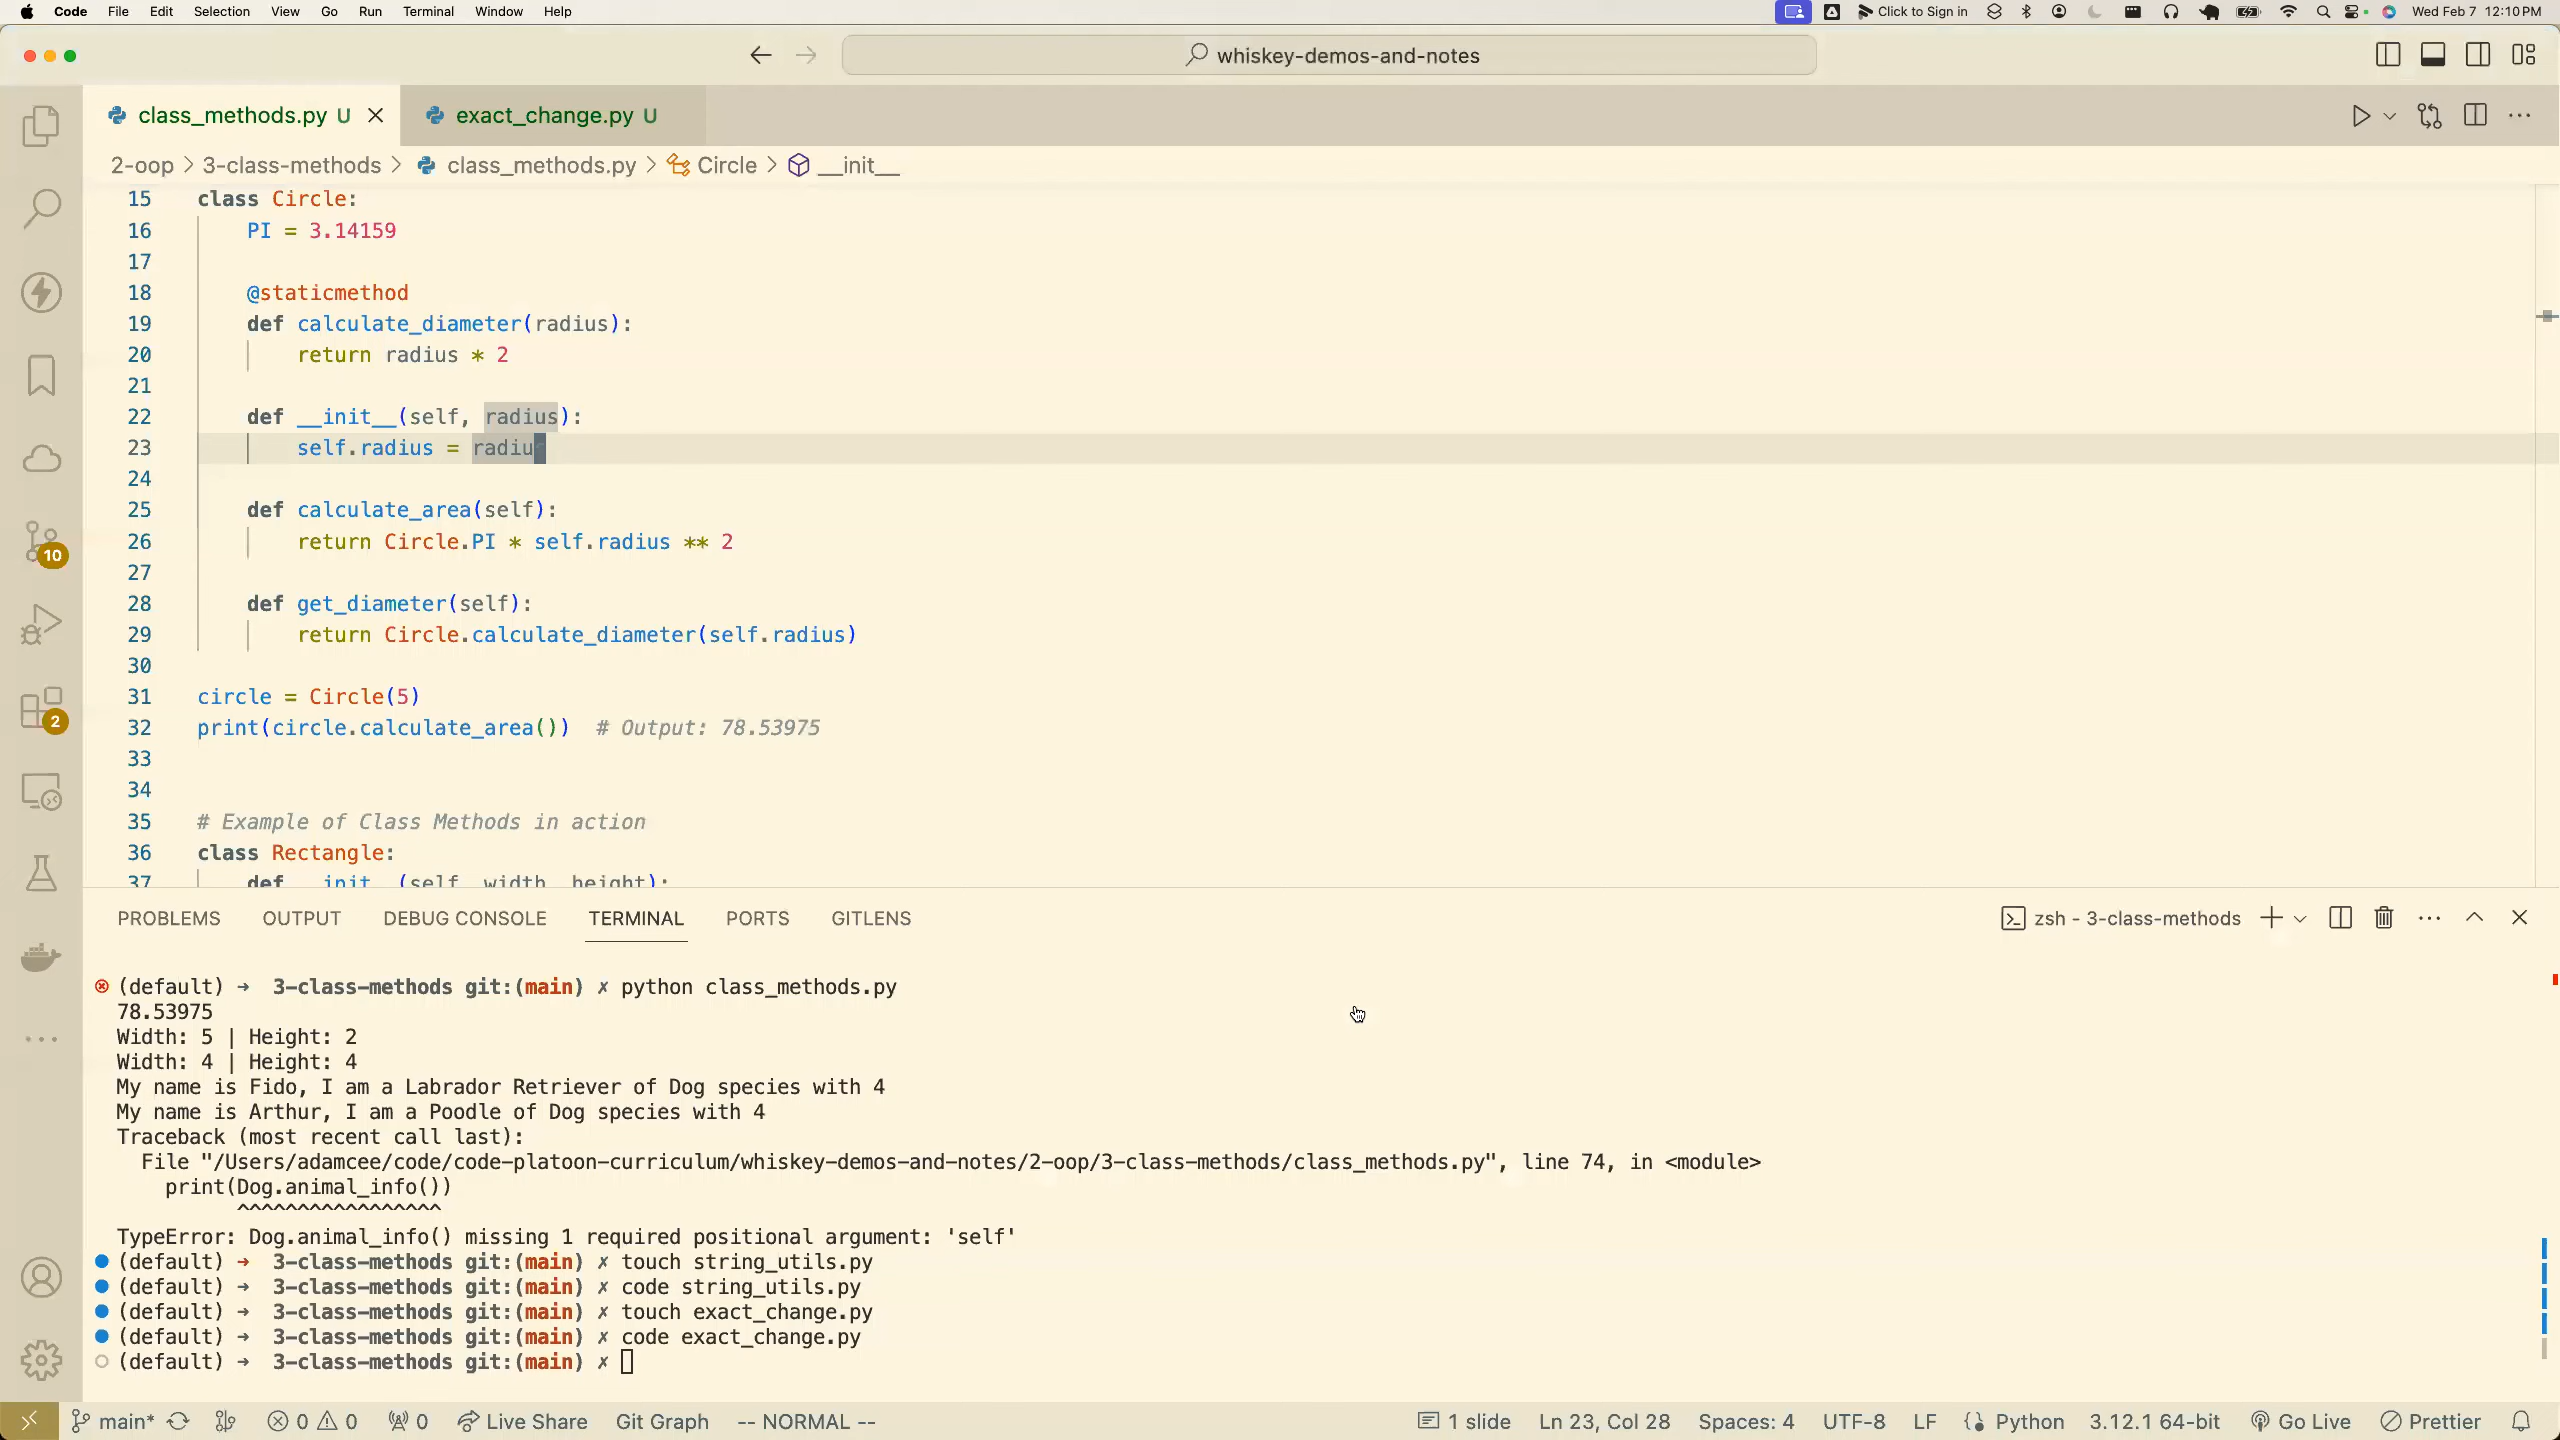 Code File Edit Selection View Go Run Terminal Window Help Click to Sign in Wed Feb 7 12:10 PM
whiskey-demos-and-notes
class_methods.py U exact_change.py U
2-oop > 3-class-methods > class_methods.py > Circle > __init__
15 class Circle:
16 PI = 3.14159
17
18 @staticmethod
19 def calculate_diameter(radius):
20 return radius * 2
21
22 def __init__(self, radius):
23 self.radius = radius
24
25 def calculate_area(self):
26 return Circle.PI * self.radius ** 2
27
28 def get_diameter(self):
29 return Circle.calculate_diameter(self.radius)
30
31 circle = Circle(5)
32 print(circle.calculate_area()) # Output: 78.53975
33
34
35 # Example of Class Methods in action
36 class Rectangle:
37 def __init__(self, width, height):
10
2
PROBLEMS OUTPUT DEBUG CONSOLE TERMINAL PORTS GITLENS zsh - 3-class-methods
(default) → 3-class-methods git:(main) ✗ python class_methods.py
78.53975
Width: 5 | Height: 2
Width: 4 | Height: 4
My name is Fido, I am a Labrador Retriever of Dog species with 4
My name is Arthur, I am a Poodle of Dog species with 4
Traceback (most recent call last):
File "/Users/adamcee/code/code-platoon-curriculum/whiskey-demos-and-notes/2-oop/3-class-methods/class_methods.py", line 74, in <module>
print(Dog.animal_info())
^^^^^^^^^^^^^^^^^
TypeError: Dog.animal_info() missing 1 required positional argument: 'self'
(default) → 3-class-methods git:(main) ✗ touch string_utils.py
(default) → 3-class-methods git:(main) ✗ code string_utils.py
(default) → 3-class-methods git:(main) ✗ touch exact_change.py
(default) → 3-class-methods git:(main) ✗ code exact_change.py
(default) → 3-class-methods git:(main) ✗
main* 0 0 0 Live Share Git Graph -- NORMAL -- 1 slide Ln 23, Col 28 Spaces: 4 UTF-8 LF Python 3.12.1 64-bit Go Live Prettier